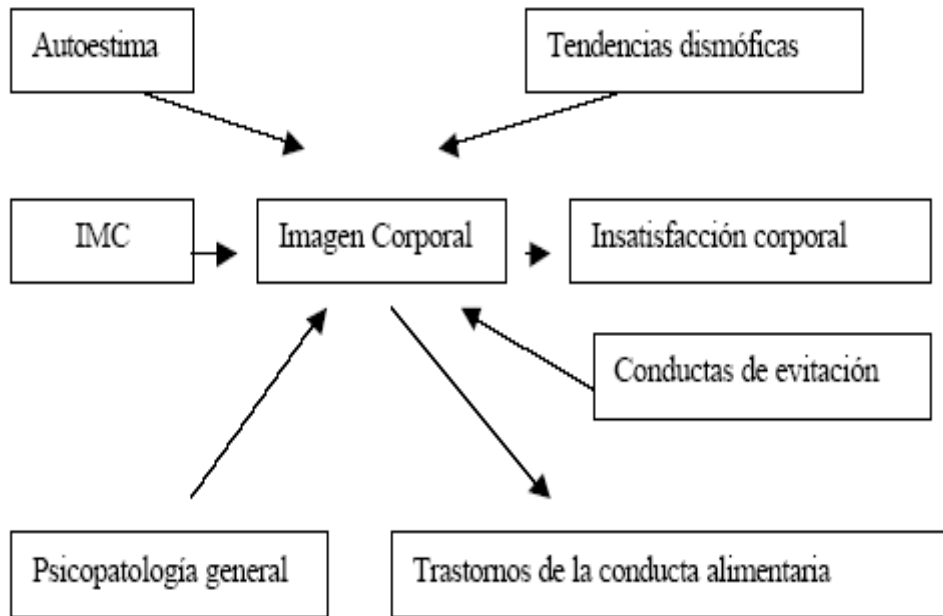 Autoestima
Tendencias dismóficas
IMC
Imagen Corporal
Insatisfacción corporal
Conductas de evitación
Psicopatología general
Trastornos de la conducta alimentaria